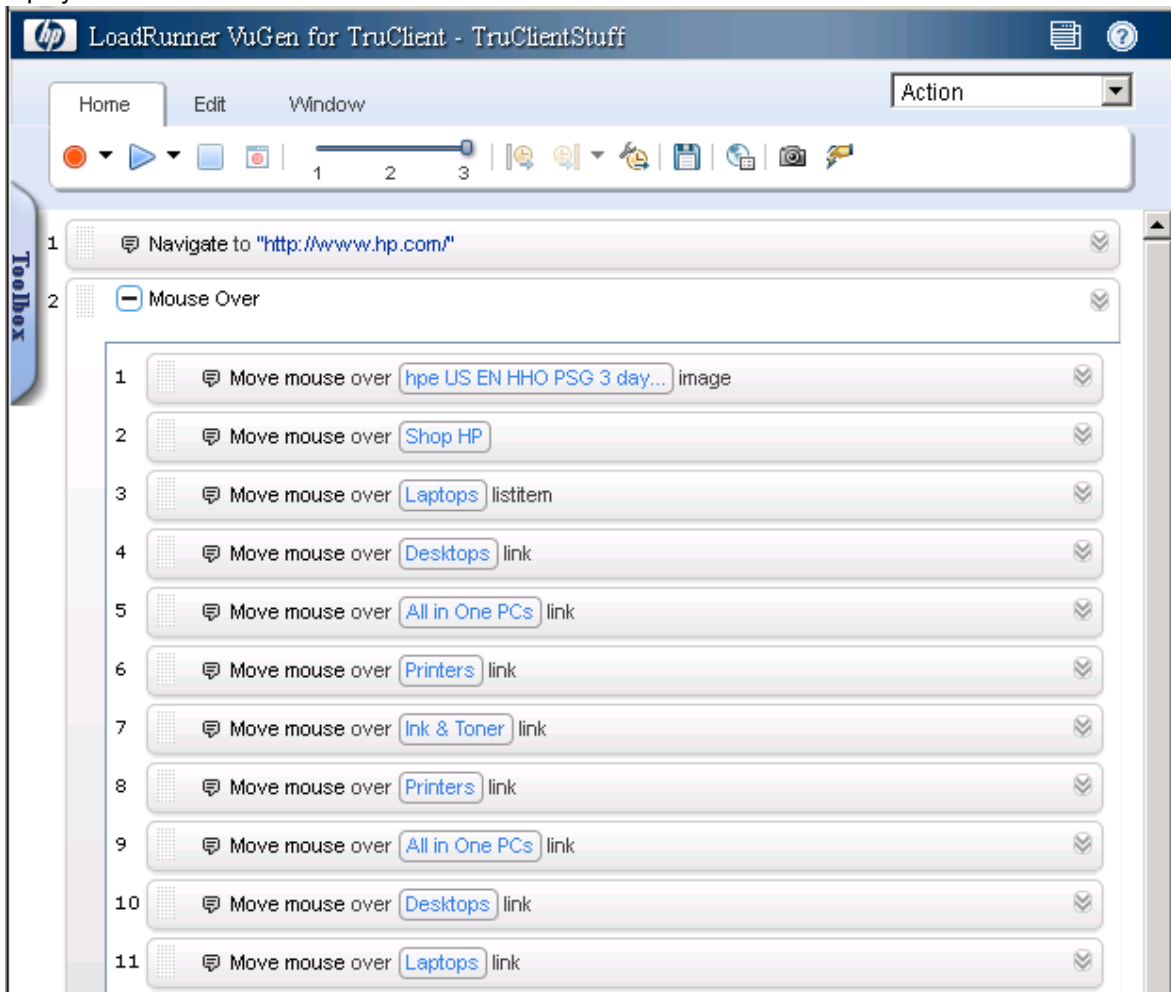 hp LoadRunner VuGen for TruClient - TruClientStuff
Home Edit Window Action
1 2 3
Toolbox
1 Navigate to "http://www.hp.com/"
2 Mouse Over
1 Move mouse over hpe US EN HHO PSG 3 day... image
2 Move mouse over Shop HP
3 Move mouse over Laptops listitem
4 Move mouse over Desktops link
5 Move mouse over All in One PCs link
6 Move mouse over Printers link
7 Move mouse over Ink & Toner link
8 Move mouse over Printers link
9 Move mouse over All in One PCs link
10 Move mouse over Desktops link
11 Move mouse over Laptops link